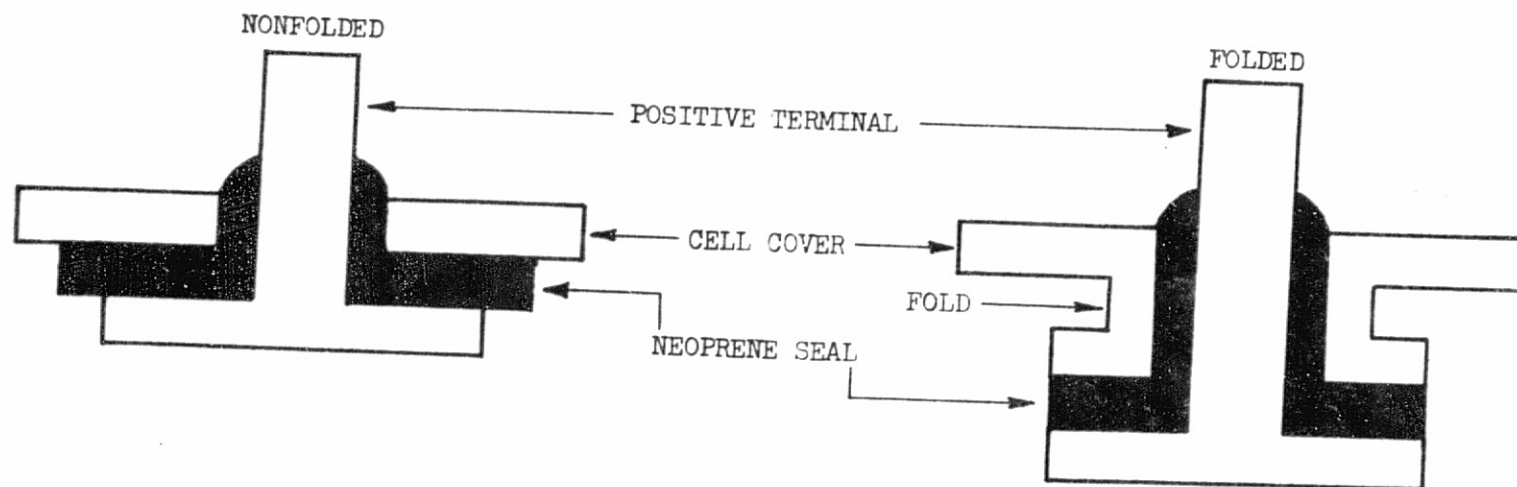 NONFOLDED
FOLDED
POSITIVE TERMINAL
CELL COVER
FOLD
NEOPRENE SEAL